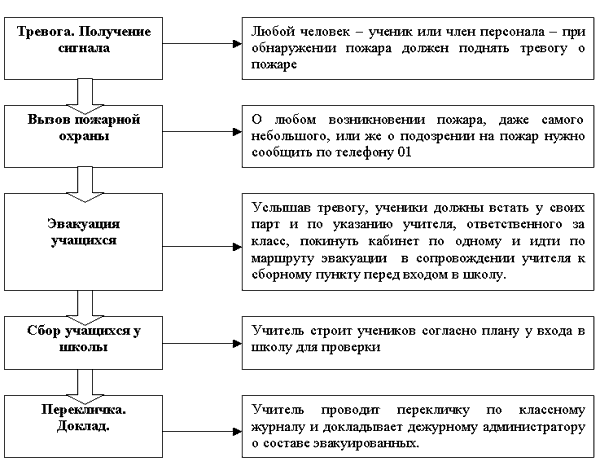 Тревога. Получение
сигнала
Любой человек – ученик или член персонала – при
обнаружении пожара должен поднять тревогу о
пожаре
Вызов пожарной
охраны
О любом возникновении пожара, даже самого
небольшого, или же о подозрении на пожар нужно
сообщить по телефону 01
Эвакуация
учащихся
Услышав тревогу, ученики должны встать у своих
парт и по указанию учителя, ответственного за
класс, покинуть кабинет по одному и идти по
маршруту эвакуации в сопровождении учителя к
сборному пункту перед входом в школу.
Сбор учащихся у
школы
Учитель строит учеников согласно плану у входа в
школу для проверки
Перекличка.
Доклад.
Учитель проводит перекличку по классному
журналу и докладывает дежурному администратору
о составе эвакуированных.